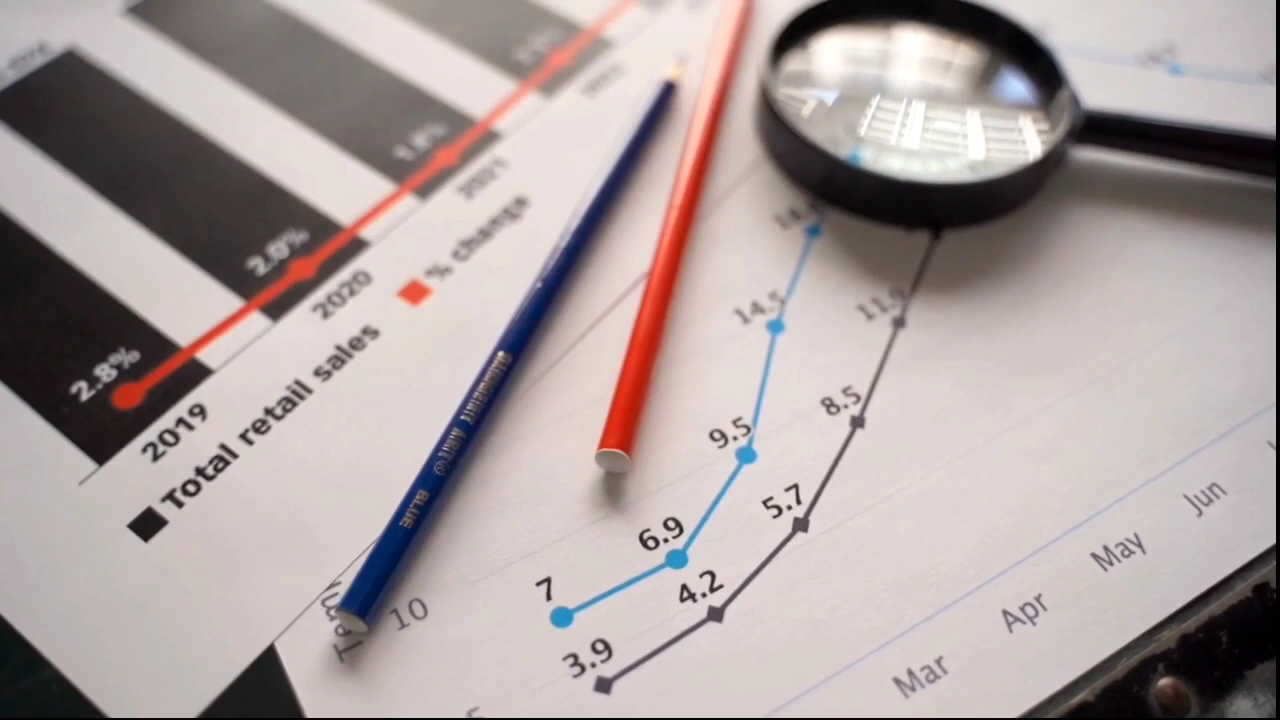 2.8%
2.0%
1.8%
2019
2020
2021
Total retail sales
% change
BLUE
10
7
6.9
9.5
14.5
3.9
4.2
5.7
8.5
11.9
Mar
Apr
May
Jun